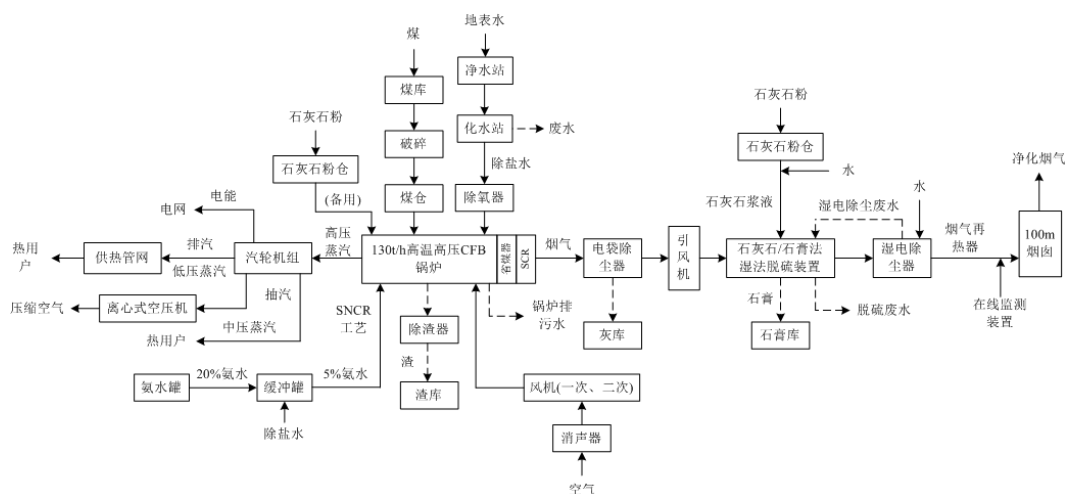 地表水
煤
净水站
煤库
石灰石粉
石灰石粉
化水站
废水
破碎
石灰石粉仓
净化烟气
除盐水
石灰石粉仓
水
水
(备用)
煤仓
除氧器
石灰石浆液
湿电除尘废水
电能
电网
高压
蒸汽
烟气再
热器
热用
户
供热管网
排汽
低压蒸汽
汽轮机组
130t/h高温高压CFB
锅炉
省煤器
SCR
烟气
电袋除
尘器
引
风
机
石灰石/石膏法
湿法脱硫装置
湿电除
尘器
100m
烟囱
抽汽
压缩空气
离心式空压机
SNCR
工艺
除渣器
锅炉排
污水
灰库
石膏
脱硫废水
在线监测
装置
中压蒸汽
热用户
石膏库
渣
氨水罐
20%氨水
缓冲罐
5%氨水
渣库
风机(一次、二次)
除盐水
消声器
空气